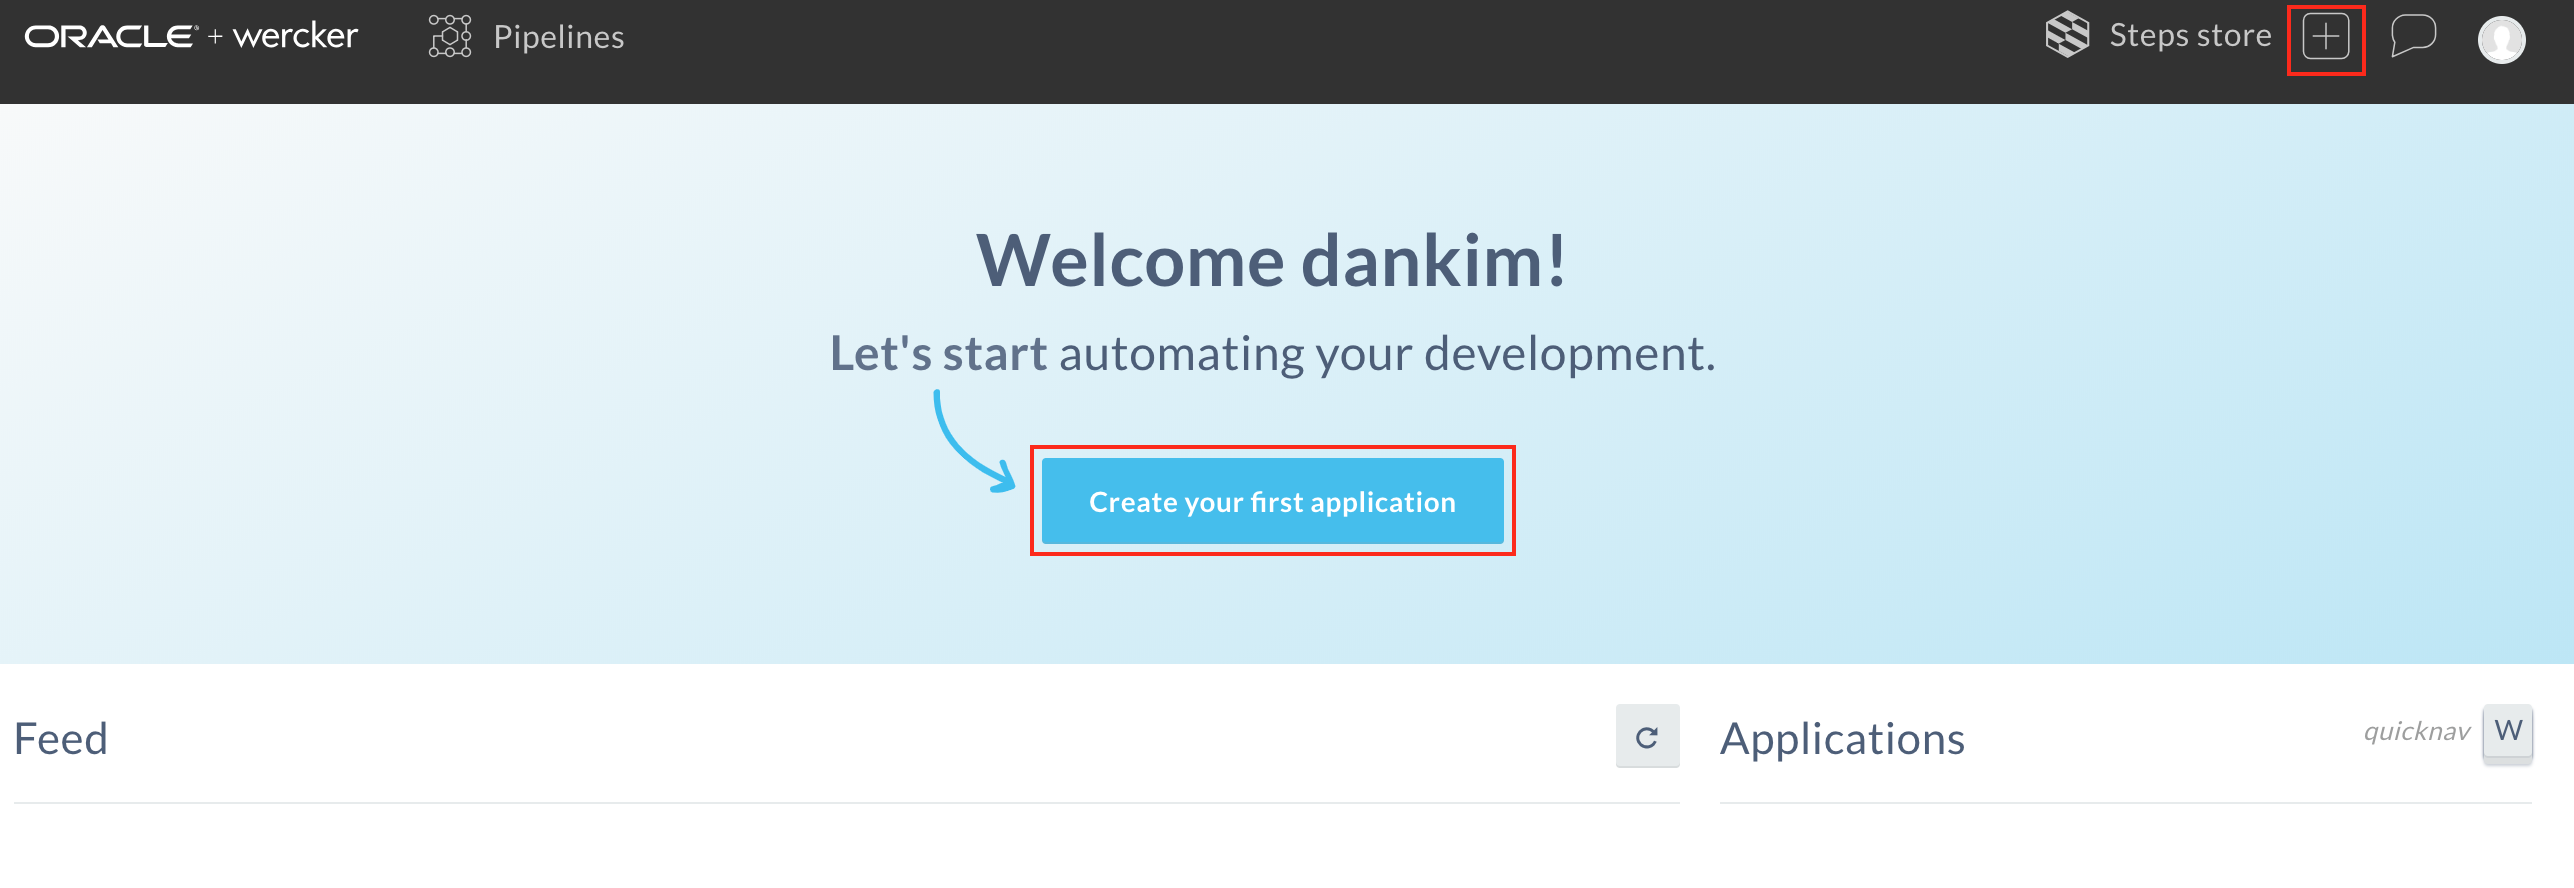 ORACLE + wercker
Pipelines
Steps store
Welcome dankim!
Let's start automating your development.
Create your first application
Feed
Applications
quicknav W